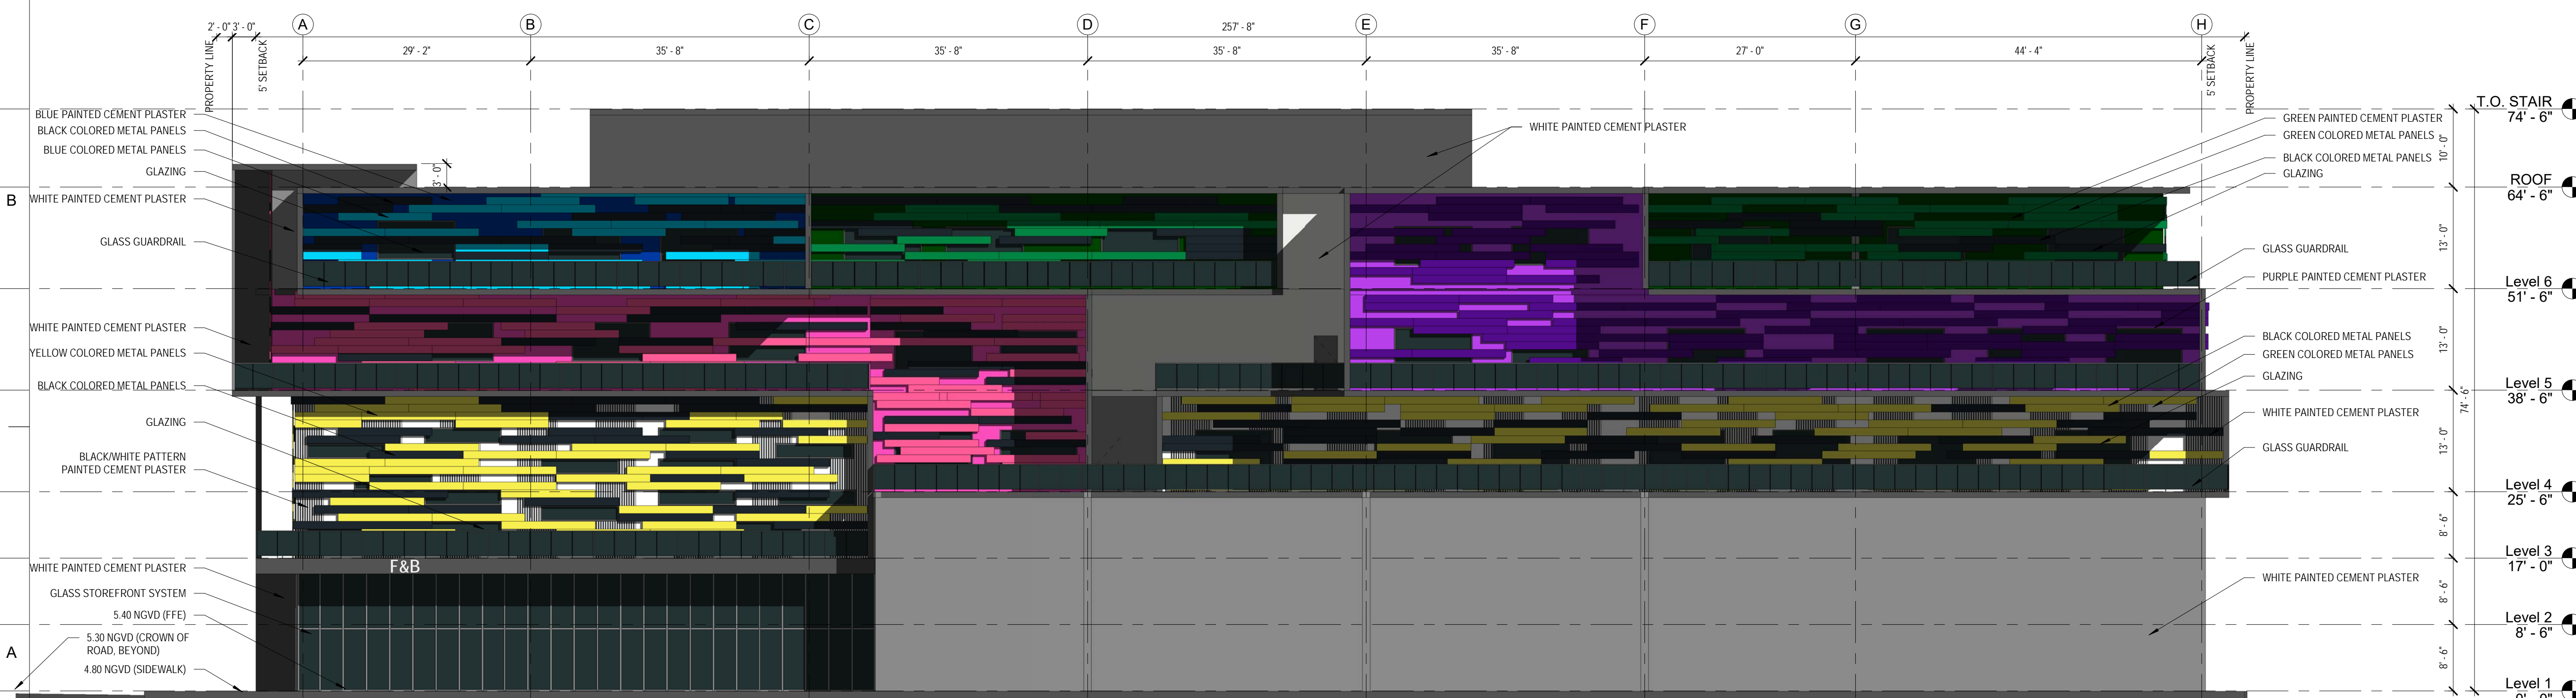 A B C D E F G H
2' - 0" 3' - 0" 257' - 8"
29' - 2" 35' - 8" 35' - 8" 35' - 8" 35' - 8" 27' - 0" 44' - 4"
PROPERTY LINE
5' SETBACK
5' SETBACK
PROPERTY LINE
BLUE PAINTED CEMENT PLASTER
BLACK COLORED METAL PANELS
BLUE COLORED METAL PANELS
GLAZING
WHITE PAINTED CEMENT PLASTER
GLASS GUARDRAIL
WHITE PAINTED CEMENT PLASTER
YELLOW COLORED METAL PANELS
BLACK COLORED METAL PANELS
GLAZING
BLACK/WHITE PATTERN
PAINTED CEMENT PLASTER
WHITE PAINTED CEMENT PLASTER
GLASS STOREFRONT SYSTEM
5.40 NGVD (FFE)
5.30 NGVD (CROWN OF
ROAD, BEYOND)
4.80 NGVD (SIDEWALK)
B
A
3' - 0"
F&B
WHITE PAINTED CEMENT PLASTER
GREEN PAINTED CEMENT PLASTER
GREEN COLORED METAL PANELS
BLACK COLORED METAL PANELS
GLAZING
GLASS GUARDRAIL
PURPLE PAINTED CEMENT PLASTER
BLACK COLORED METAL PANELS
GREEN COLORED METAL PANELS
GLAZING
WHITE PAINTED CEMENT PLASTER
GLASS GUARDRAIL
WHITE PAINTED CEMENT PLASTER
10' - 0"
13' - 0"
13' - 0"
13' - 0"
8' - 6"
8' - 6"
8' - 6"
74' - 6"
T.O. STAIR
74' - 6"
ROOF
64' - 6"
Level 6
51' - 6"
Level 5
38' - 6"
Level 4
25' - 6"
Level 3
17' - 0"
Level 2
8' - 6"
Level 1
0' - 0"